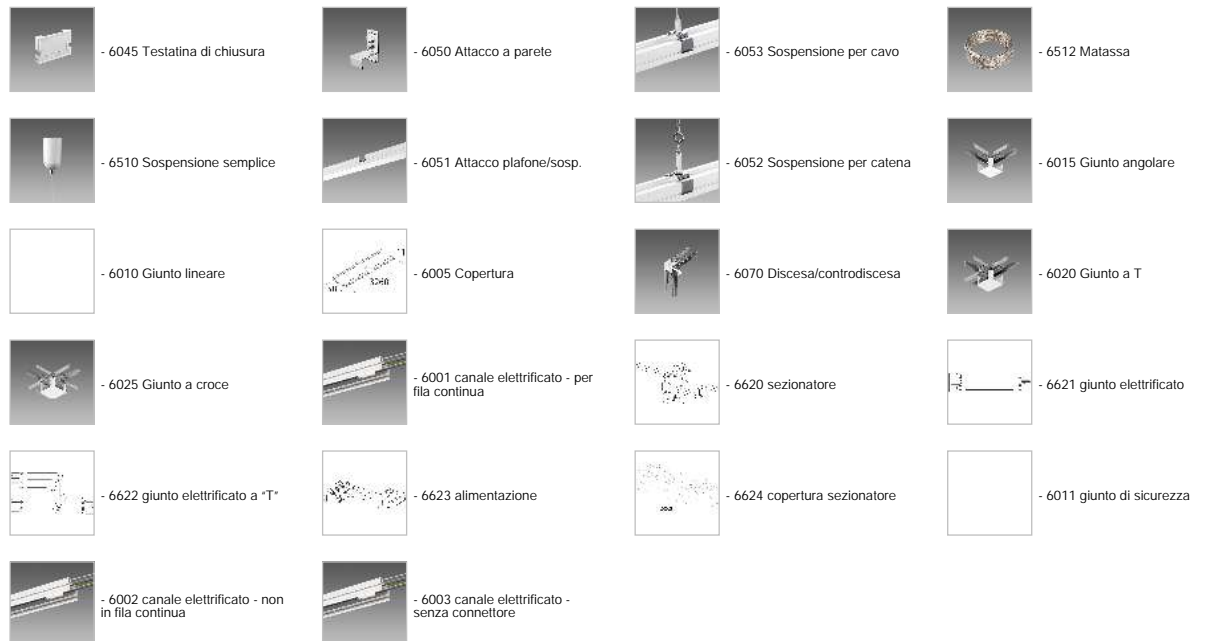 - 6045 Testatina di chiusura
- 6050 Attacco a parete
- 6053 Sospensione per cavo
- 6512 Matassa
- 6510 Sospensione semplice
- 6051 Attacco plafone/sosp.
- 6052 Sospensione per catena
- 6015 Giunto angolare
- 6010 Giunto lineare
- 6005 Copertura
- 6070 Discesa/controdiscesa
- 6020 Giunto a T
- 6025 Giunto a croce
- 6001 canale elettrificato - per
fila continua
- 6620 sezionatore
- 6621 giunto elettrificato
- 6622 giunto elettrificato a "T"
- 6623 alimentazione
- 6624 copertura sezionatore
- 6011 giunto di sicurezza
- 6002 canale elettrificato - non
in fila continua
- 6003 canale elettrificato -
senza connettore